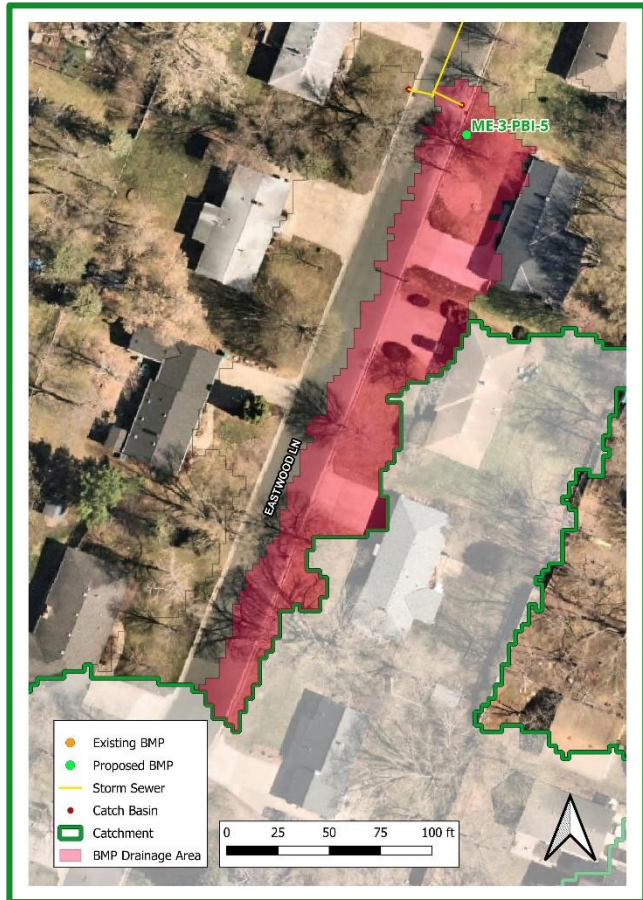 ME-3-PBI-5
EASTWOOD LN
Existing BMP
Proposed BMP
Storm Sewer
Catch Basin
Catchment
BMP Drainage Area
0 25 50 75 100 ft